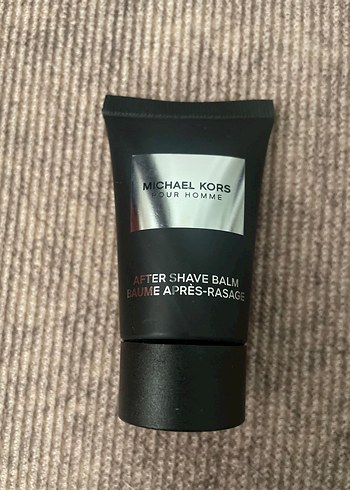 MICHAEL KORS
POUR HOMME
AFTER SHAVE BALM
BAUME APRÈS-RASAGE